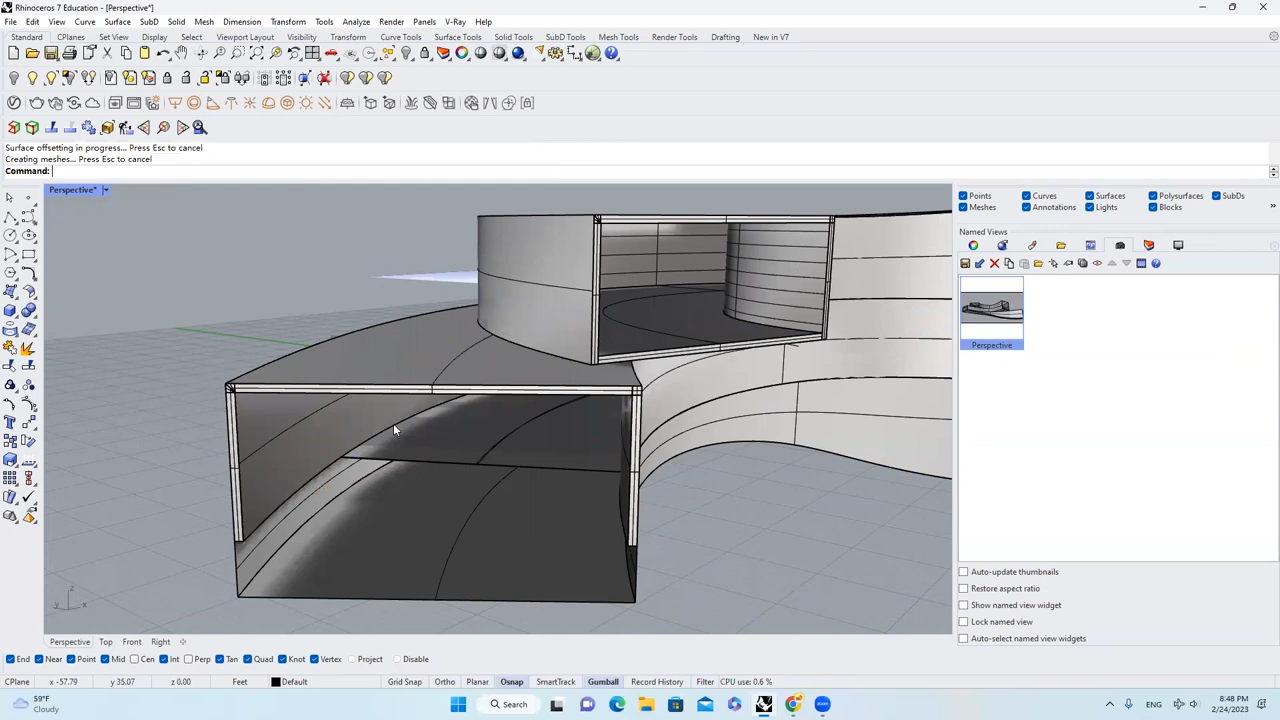 Rhinoceros 7 Education - [Perspective*]
File Edit View Curve Surface SubD Solid Mesh Dimension Transform Tools Analyze Render Panels V-Ray Help
Standard CPlanes Set View Display Select Viewport Layout Visibility Transform Curve Tools Surface Tools Solid Tools SubD Tools Mesh Tools Render Tools Drafting New in V7
Surface offsetting in progress... Press Esc to cancel
Creating meshes... Press Esc to cancel
Command:
Perspective*
Points Curves Surfaces Polysurfaces SubDs
Meshes Annotations Lights Blocks »
Named Views
Perspective
Auto-update thumbnails
Restore aspect ratio
Show named view widget
Lock named view
Auto-select named view widgets
z
y x
Perspective Top Front Right
End Near Point Mid Cen Int Perp Tan Quad Knot Vertex Project Disable
CPlane x -57.79 y 35.07 z 0.00 Feet Default Grid Snap Ortho Planar Osnap SmartTrack Gumball Record History Filter CPU use: 0.6 %
59°F
Cloudy
Search
ENG
8:48 PM
2/24/2023